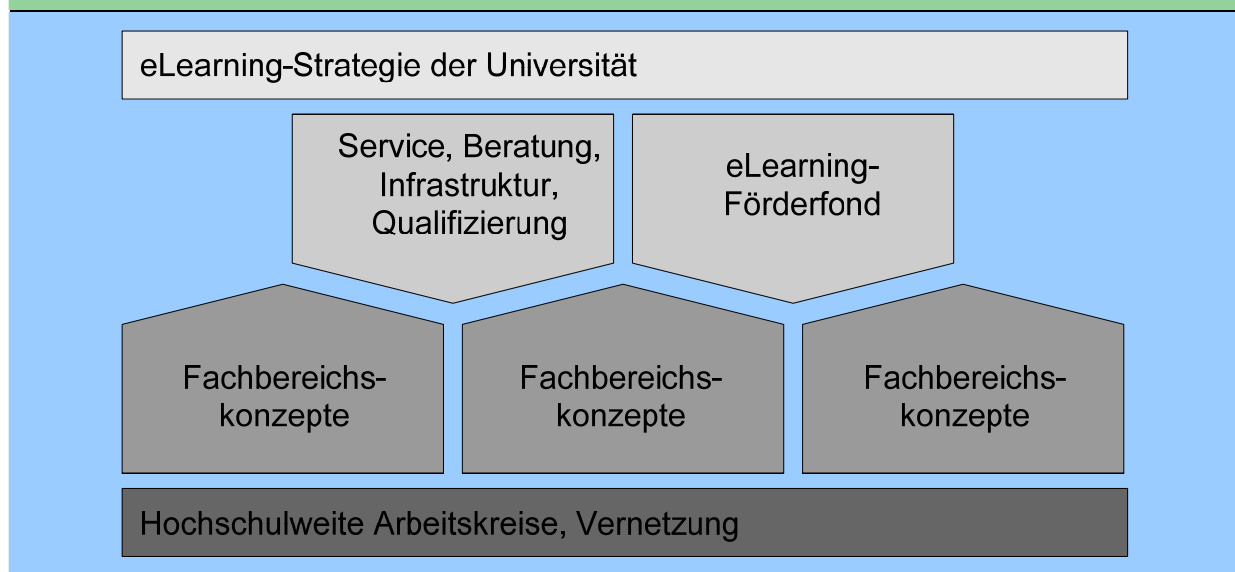 eLearning-Strategie der Universität
Service, Beratung,
Infrastruktur,
Qualifizierung
eLearning-
Förderfond
Fachbereichs-
konzepte
Fachbereichs-
konzepte
Fachbereichs-
konzepte
Hochschulweite Arbeitskreise, Vernetzung